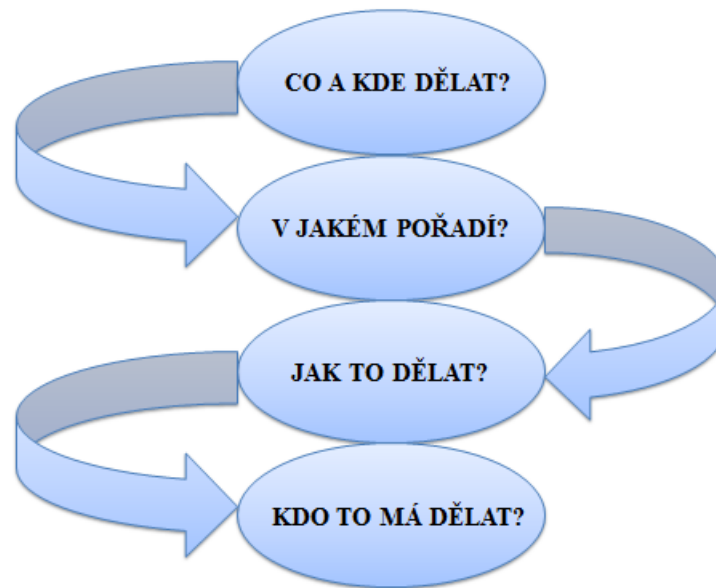 CO A KDE DĚLAT?
V JAKÉM POŘADÍ?
JAK TO DĚLAT?
KDO TO MÁ DĚLAT?